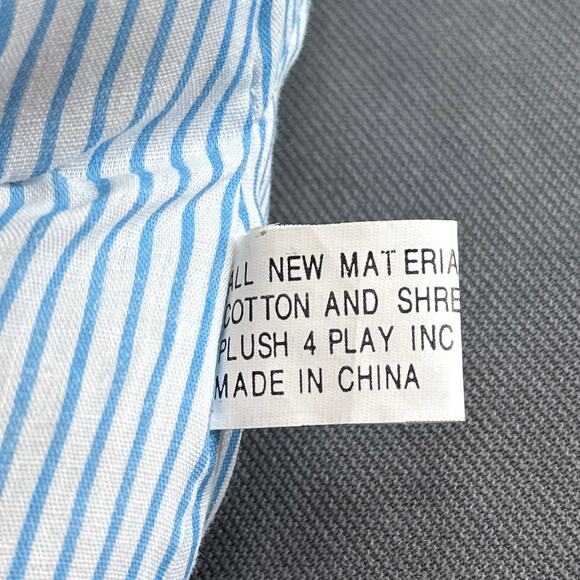 ALL NEW MATERIA
COTTON AND SHRE
PLUSH 4 PLAY INC
MADE IN CHINA